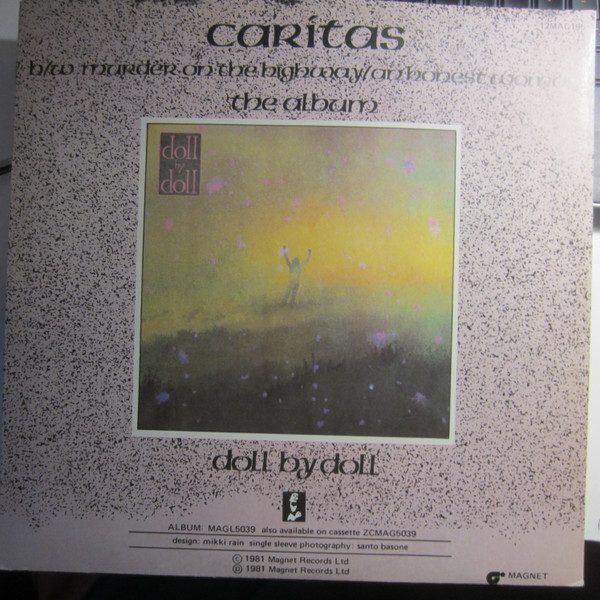 caritas
b/w murder on the highway/an honest woman
the album
doll
by
doll
doll by doll
ALBUM: MAGL5039 also available on cassette ZCMAG5039
design: mikki rain single sleeve photography: santo basone
© 1981 Magnet Records Ltd
℗ 1981 Magnet Records Ltd
MAGNET